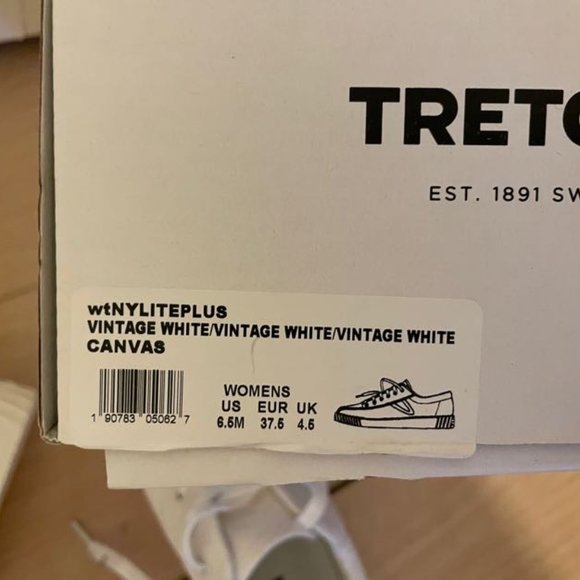 TRETO
EST. 1891 SW
wtNYLITEPLUS
VINTAGE WHITE/VINTAGE WHITE/VINTAGE WHITE
CANVAS
WOMENS
US EUR UK
6.5M 37.5 4.5
1 90783 05062 7